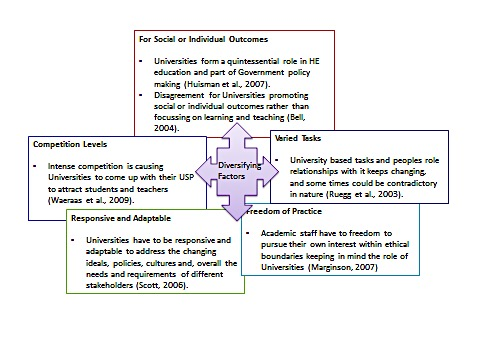 For Social or Individual Outcomes
• Universities form a quintessential role in HE
education and part of Government policy
making (Huisman et al., 2007).
• Disagreement for Universities promoting
social or individual outcomes rather than
focussing on learning and teaching (Bell,
2004).
Competition Levels
• Intense competition is causing
Universities to come up with their USP
to attract students and teachers
(Waeraas et al., 2009).
Diversifying
Factors
Varied Tasks
• University based tasks and peoples role
relationships with it keeps changing,
and some times could be contradictory
in nature (Ruegg et al., 2003).
Responsive and Adaptable
• Universities have to be responsive and
adaptable to address the changing
ideals, policies, cultures and, overall the
needs and requirements of different
stakeholders (Scott, 2006).
Freedom of Practice
• Academic staff have to freedom to
pursue their own interest within ethical
boundaries keeping in mind the role of
Universities (Marginson, 2007)